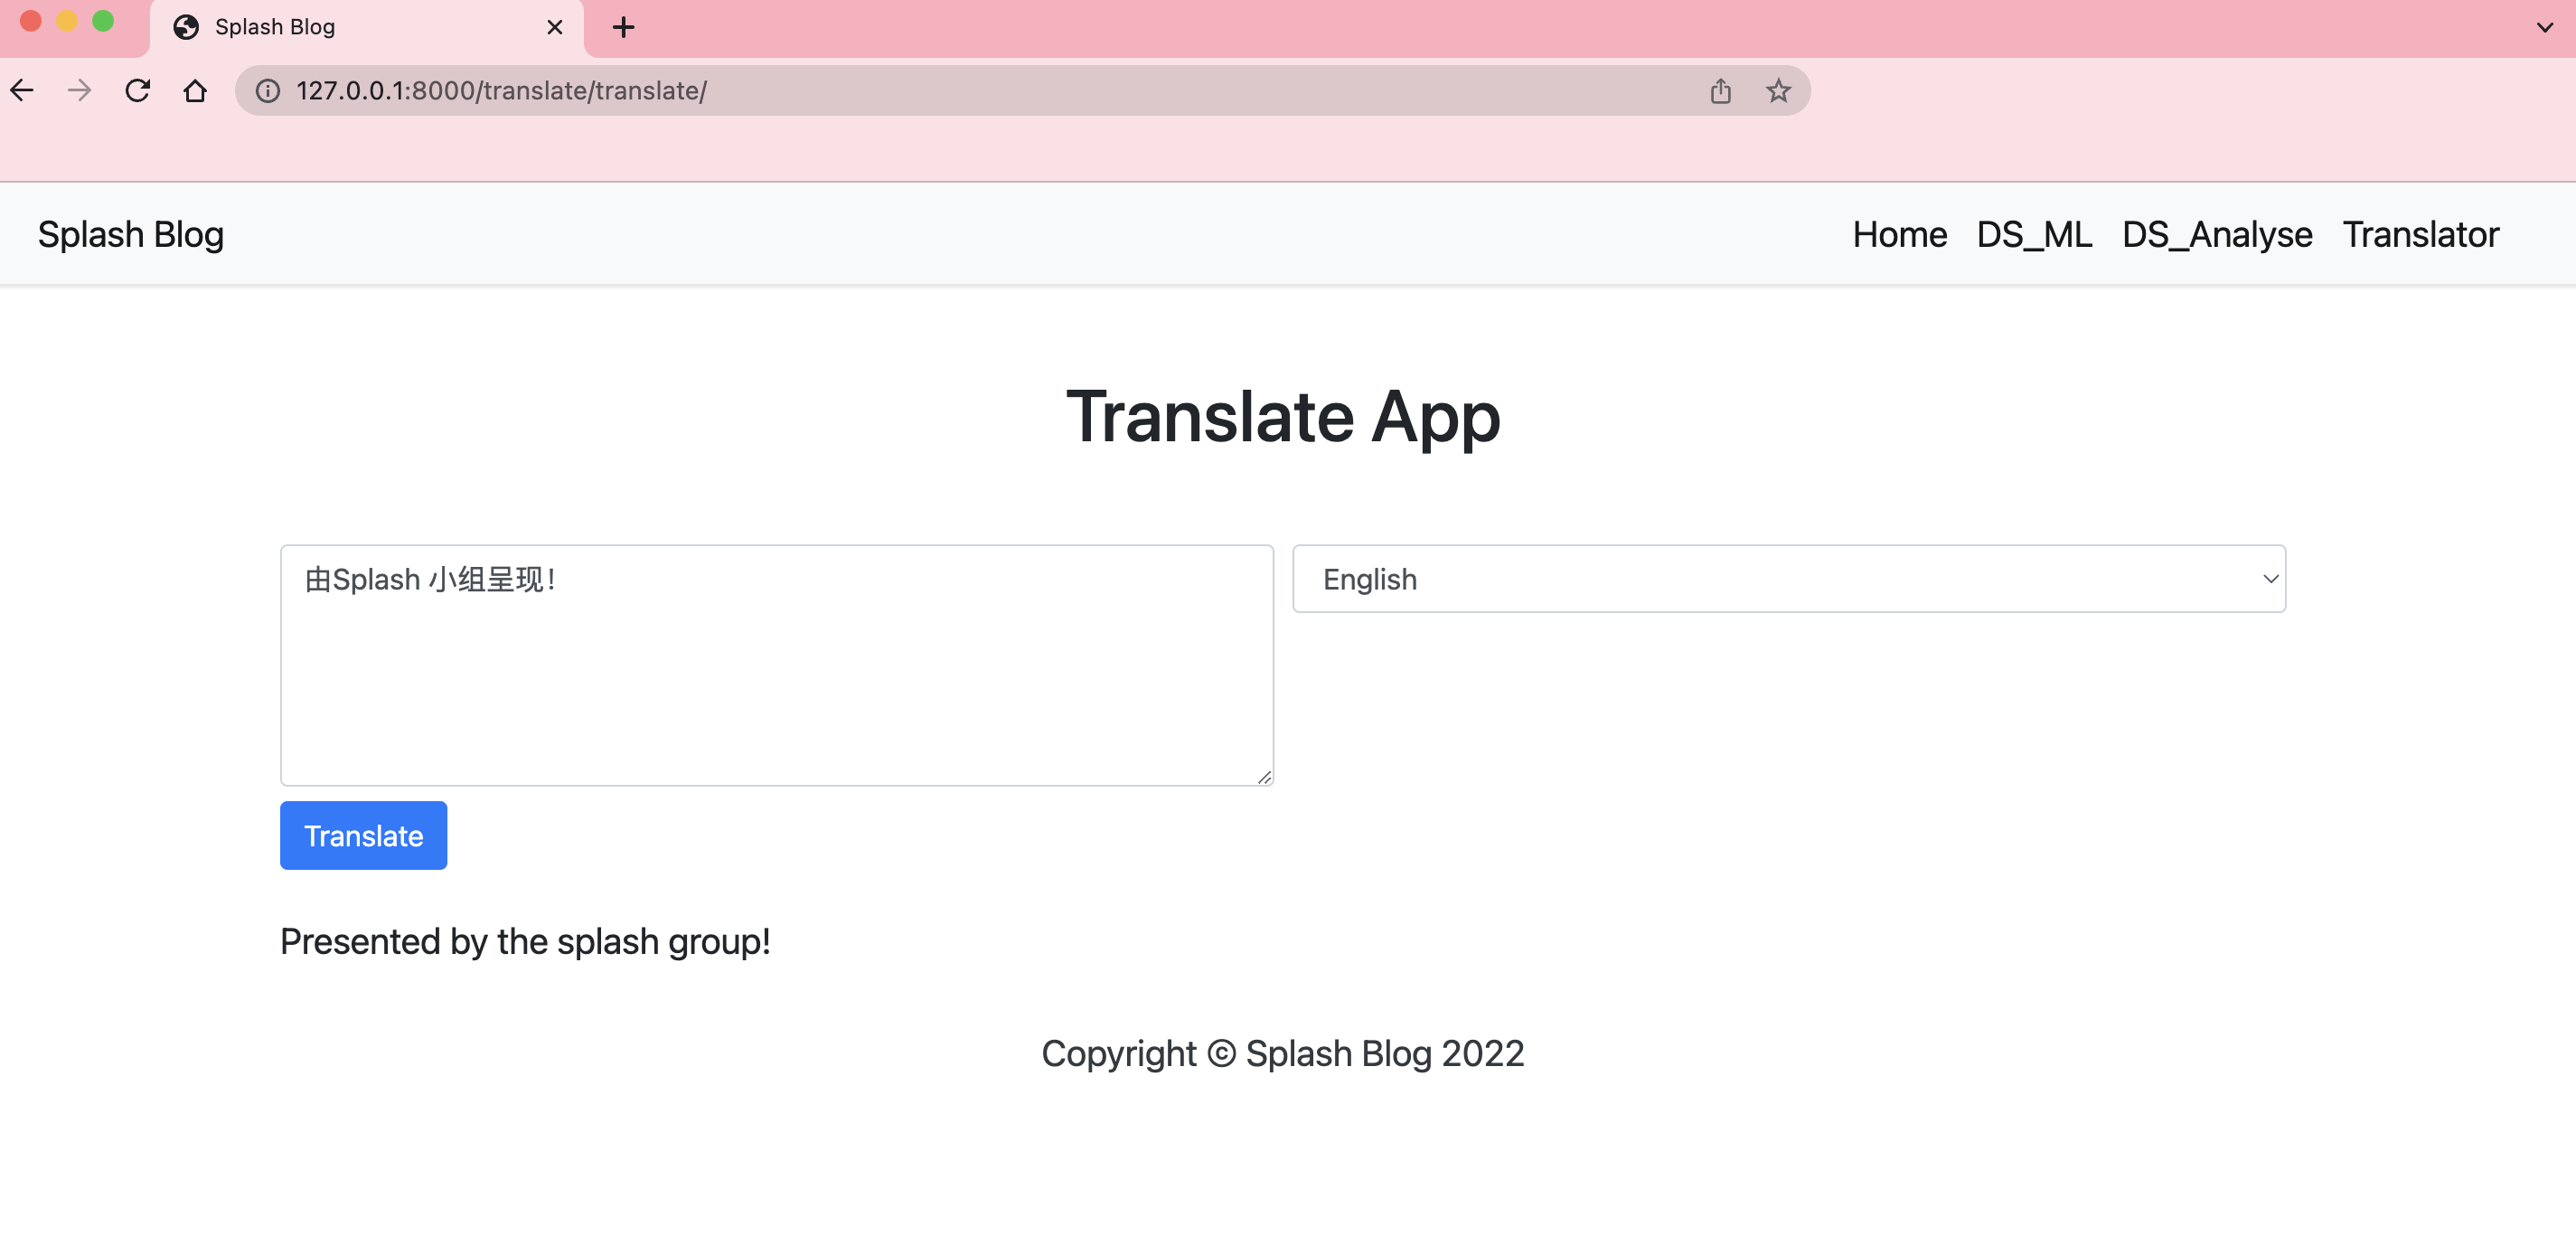 Splash Blog
127.0.0.1:8000/translate/translate/
Splash Blog
Home DS_ML DS_Analyse Translator
Translate App
由Splash 小组呈现！
English
Translate
Presented by the splash group!
Copyright © Splash Blog 2022